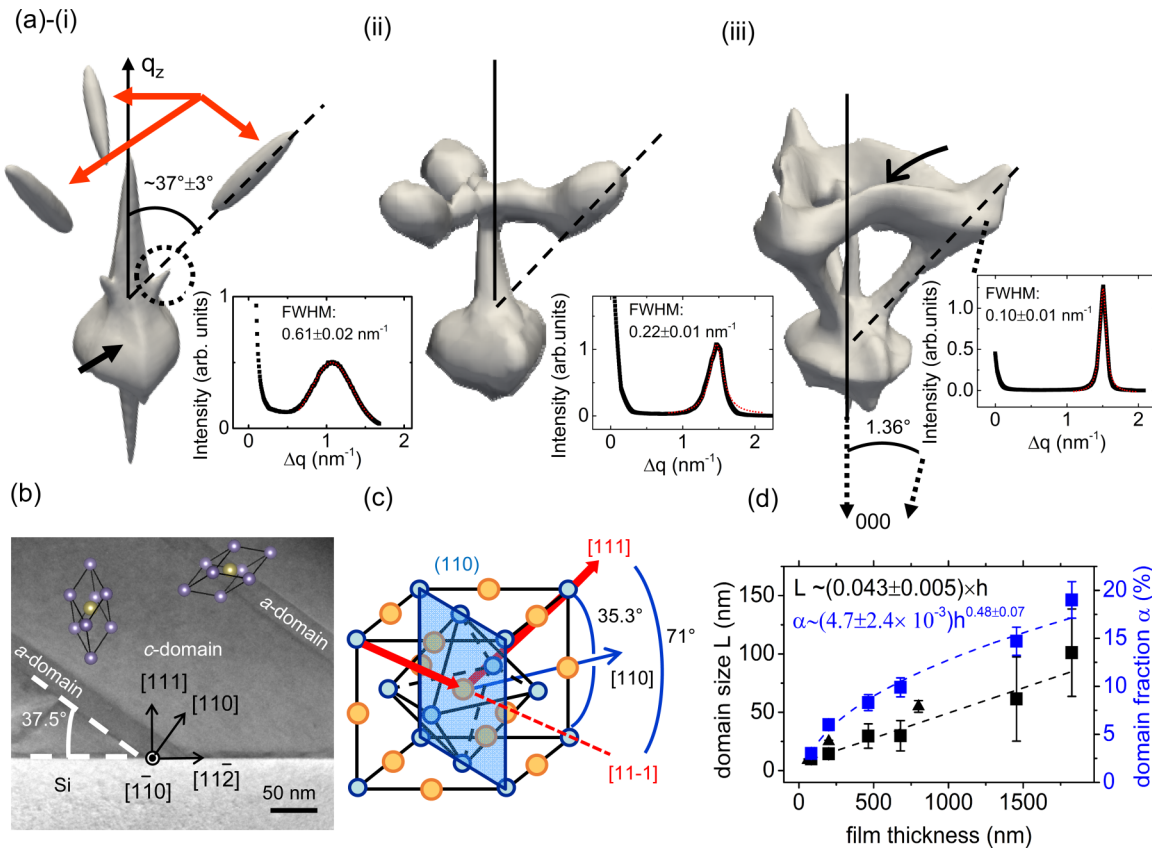 (a)-(i)
(ii)
(iii)
q_z
~37°±3°
FWHM:
0.61±0.02 nm⁻¹
Intensity (arb.units)
1
0
0 1 2
Δq (nm⁻¹)
FWHM:
0.22±0.01 nm⁻¹
Intensity (arb.units)
1
0
0 1 2
Δq (nm⁻¹)
FWHM:
0.10±0.01 nm⁻¹
Intensity (arb.units)
1.0
0.5
0.0
0 1 2
Δq (nm⁻¹)
1.36°
000
(b)
a-domain
a-domain
c-domain
37.5°
[111]
[110]
[11̄0]
[112̄]
Si
50 nm
(c)
(110)
[111]
35.3°
71°
[110]
[11-1]
(d)
L ~(0.043±0.005)×h
α~(4.7±2.4× 10⁻³)h⁰·⁴⁸±⁰·⁰⁷
domain size L (nm)
150
100
50
0
domain fraction α (%)
20
15
10
5
0
0 500 1000 1500
film thickness (nm)